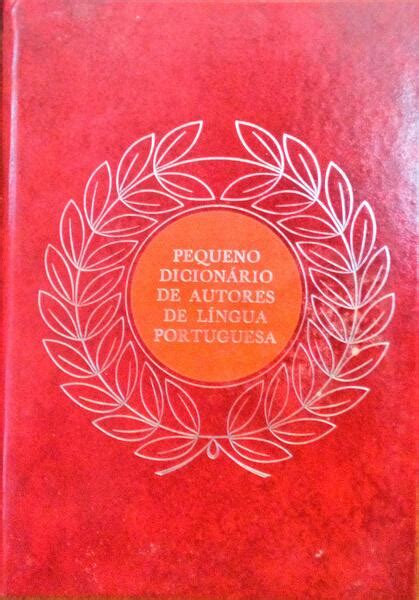 PEQUENO
DICIONÁRIO
DE AUTORES
DE LÍNGUA
PORTUGUESA